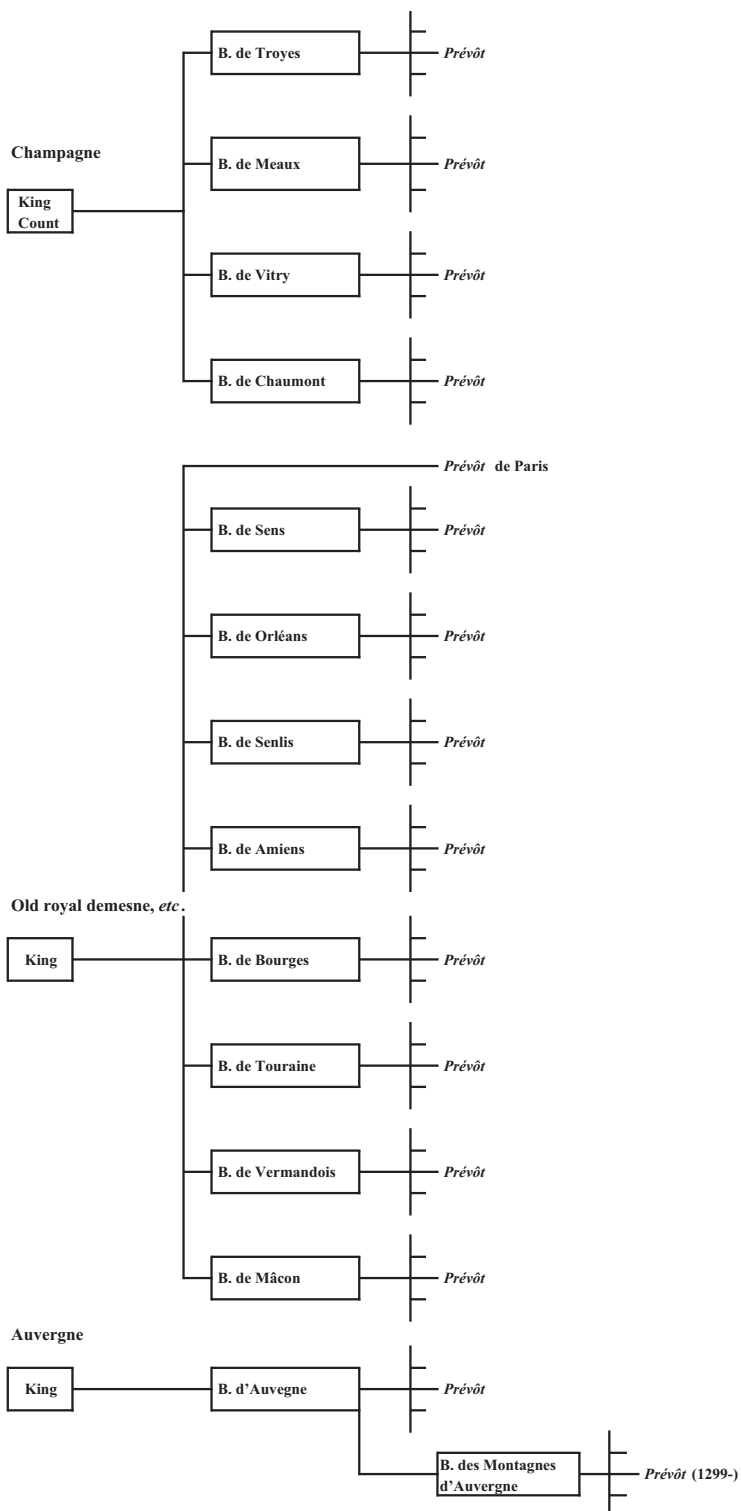 B. de Troyes
Prévôt
Champagne
B. de Meaux
Prévôt
King
Count
B. de Vitry
Prévôt
B. de Chaumont
Prévôt
Prévôt de Paris
B. de Sens
Prévôt
B. de Orléans
Prévôt
B. de Senlis
Prévôt
B. de Amiens
Prévôt
Old royal demesne, etc.
King
B. de Bourges
Prévôt
B. de Touraine
Prévôt
B. de Vermandois
Prévôt
B. de Mâcon
Prévôt
Auvergne
King
B. d’Auvegne
Prévôt
B. des Montagnes
d’Auvergne
Prévôt (1299-)